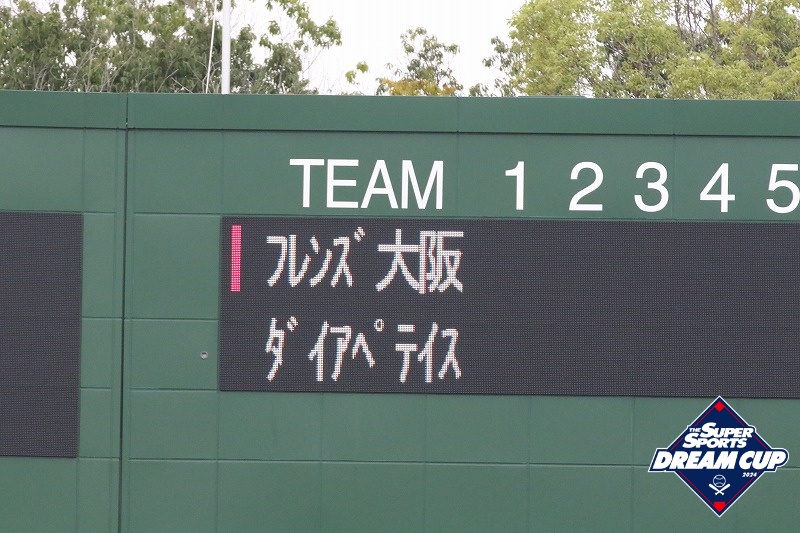 TEAM 1 2 3 4 5
フレンズ大阪
ダイアペティス
THE SUPER
SPORTS
DREAM CUP
2024